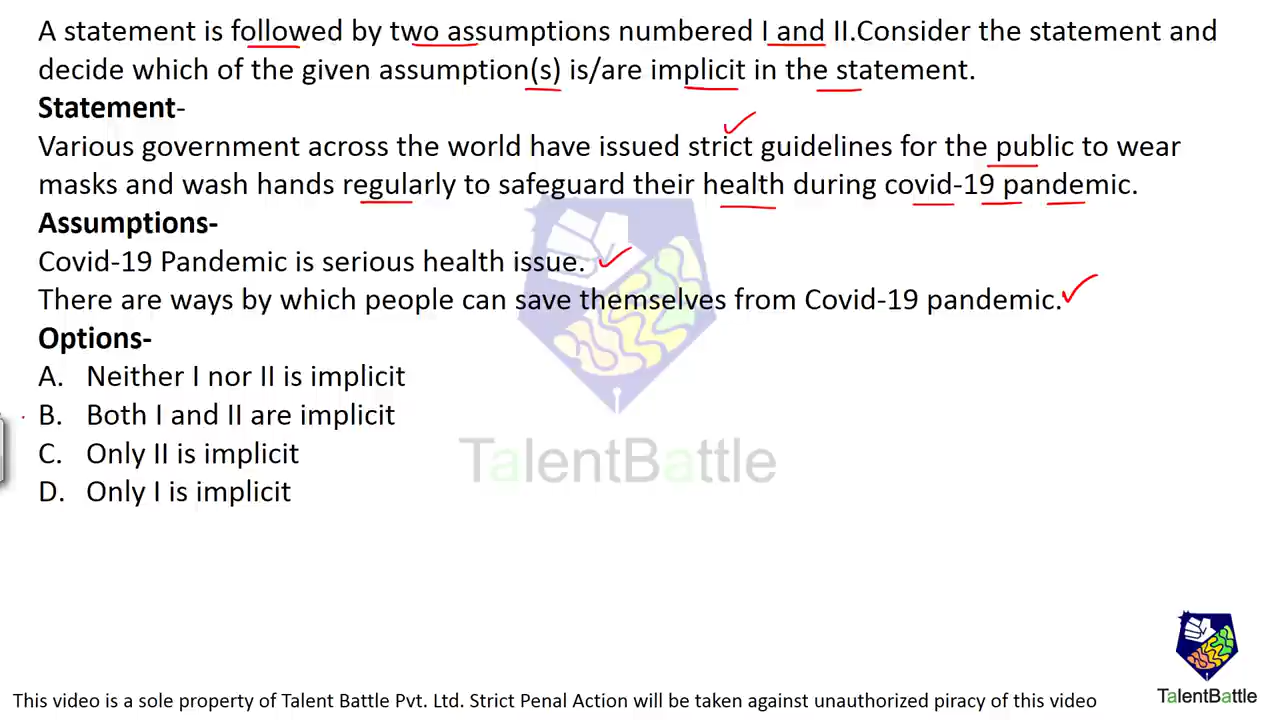 A statement is followed by two assumptions numbered I and II.Consider the statement and
decide which of the given assumption(s) is/are implicit in the statement.
Statement-
Various government across the world have issued strict guidelines for the public to wear
masks and wash hands regularly to safeguard their health during covid-19 pandemic.
Assumptions-
Covid-19 Pandemic is serious health issue.
There are ways by which people can save themselves from Covid-19 pandemic.
Options-
A. Neither I nor II is implicit
B. Both I and II are implicit
C. Only II is implicit
D. Only I is implicit
TalentBattle
TalentBattle
This video is a sole property of Talent Battle Pvt. Ltd. Strict Penal Action will be taken against unauthorized piracy of this video